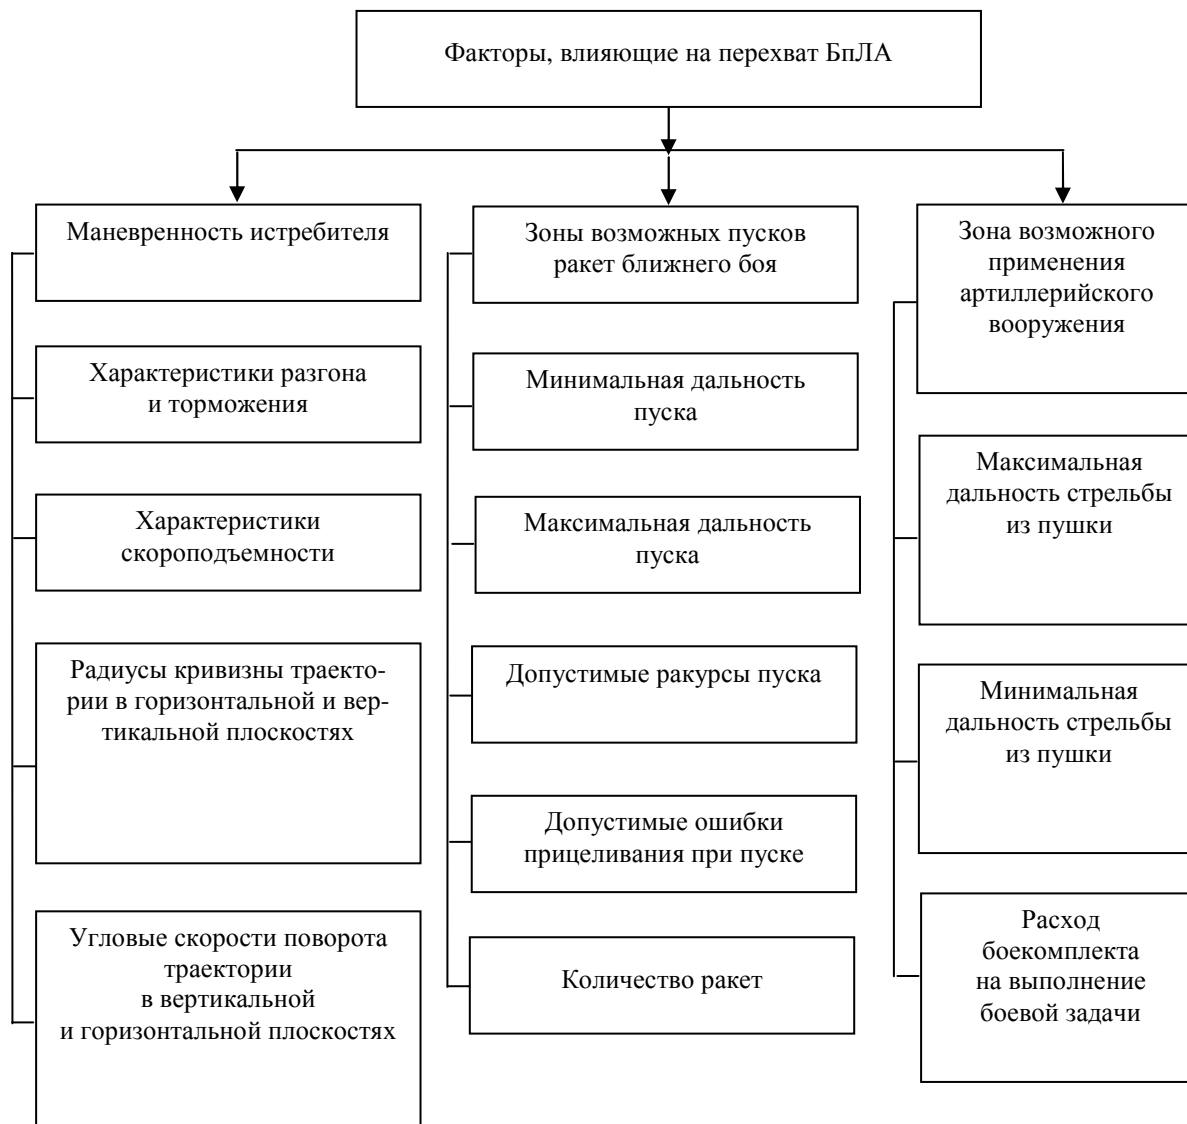 Факторы, влияющие на перехват БпЛА
Маневренность истребителя
Характеристики разгона
и торможения
Характеристики
скороподъемности
Радиусы кривизны траекто-
рии в горизонтальной и вер-
тикальной плоскостях
Угловые скорости поворота
траектории
в вертикальной
и горизонтальной плоскостях
Зоны возможных пусков
ракет ближнего боя
Минимальная дальность
пуска
Максимальная дальность
пуска
Допустимые ракурсы пуска
Допустимые ошибки
прицеливания при пуске
Количество ракет
Зона возможного
применения
артиллерийского
вооружения
Максимальная
дальность стрельбы
из пушки
Минимальная
дальность стрельбы
из пушки
Расход
боекомплекта
на выполнение
боевой задачи